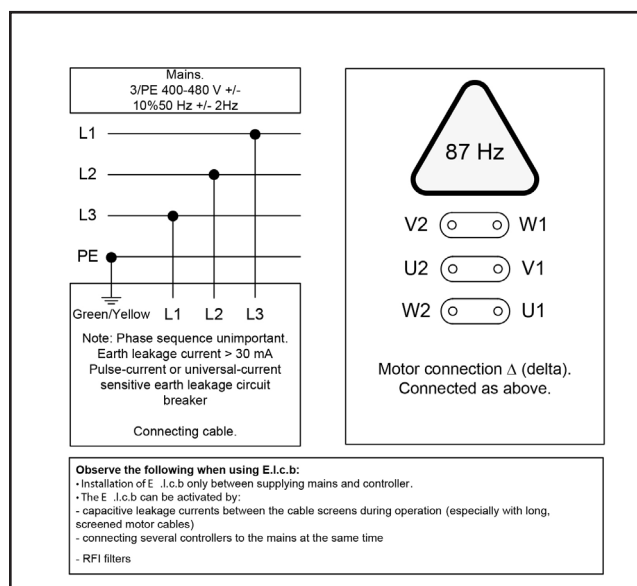 Mains.
3/PE 400-480 V +/-
10%50 Hz +/- 2Hz
L1
L2
L3
PE
Green/Yellow L1 L2 L3
Note: Phase sequence unimportant.
Earth leakage current > 30 mA
Pulse-current or universal-current
sensitive earth leakage circuit
breaker
Connecting cable.
87 Hz
V2 W1
U2 V1
W2 U1
Motor connection Δ (delta).
Connected as above.
Observe the following when using E.l.c.b:
• Installation of E .l.c.b only between supplying mains and controller.
• The E .l.c.b can be activated by:
- capacitive leakage currents between the cable screens during operation (especially with long,
screened motor cables)
- connecting several controllers to the mains at the same time
- RFI filters